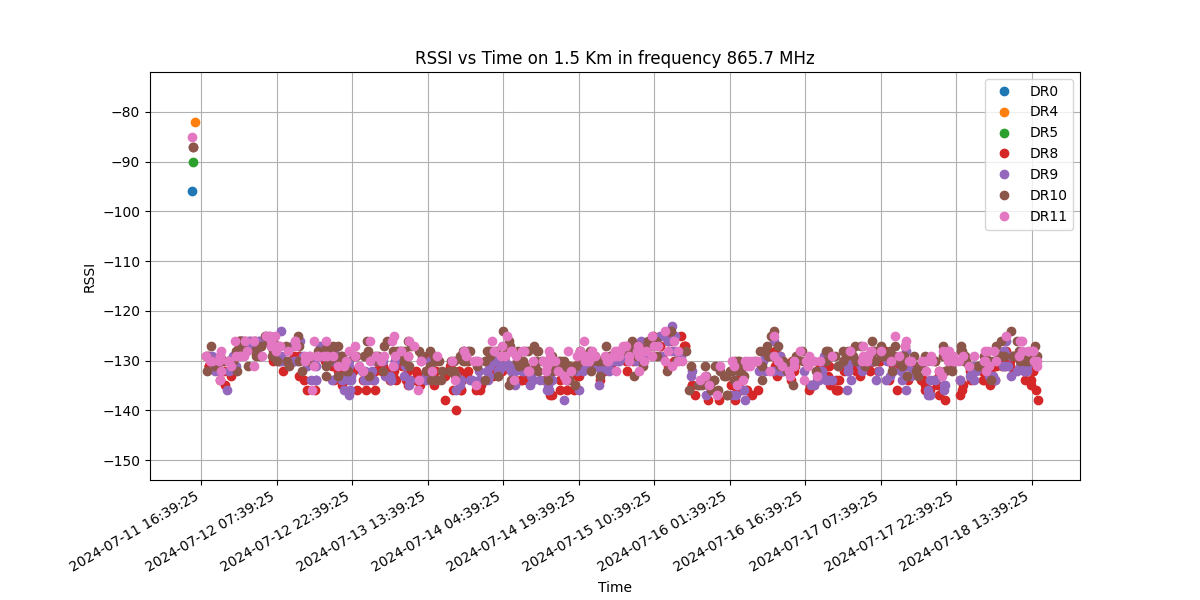 RSSI vs Time on 1.5 Km in frequency 865.7 MHz
DR0
DR4
DR5
DR8
DR9
DR10
DR11
RSSI
−80
−90
−100
−110
−120
−130
−140
−150
2024-07-11 16:39:25
2024-07-12 07:39:25
2024-07-12 22:39:25
2024-07-13 13:39:25
2024-07-14 04:39:25
2024-07-14 19:39:25
2024-07-15 10:39:25
2024-07-16 01:39:25
2024-07-16 16:39:25
2024-07-17 07:39:25
2024-07-17 22:39:25
2024-07-18 13:39:25
Time